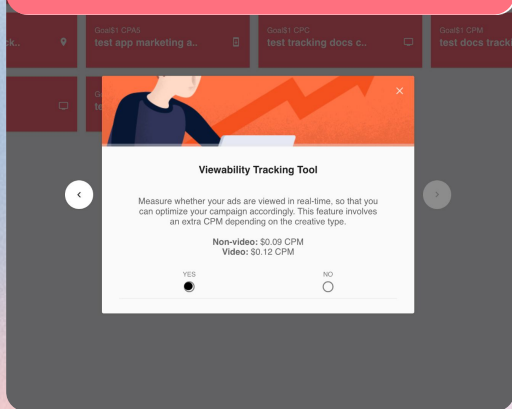 Goal$1 CPA5
Goal$1 CPC
Goal$1 CPM
ck..
test app marketing a..
test tracking docs c..
test docs tracki
Viewability Tracking Tool
Measure whether your ads are viewed in real-time, so that you
can optimize your campaign accordingly. This feature involves
an extra CPM depending on the creative type.
Non-video: $0.09 CPM
Video: $0.12 CPM
YES
NO